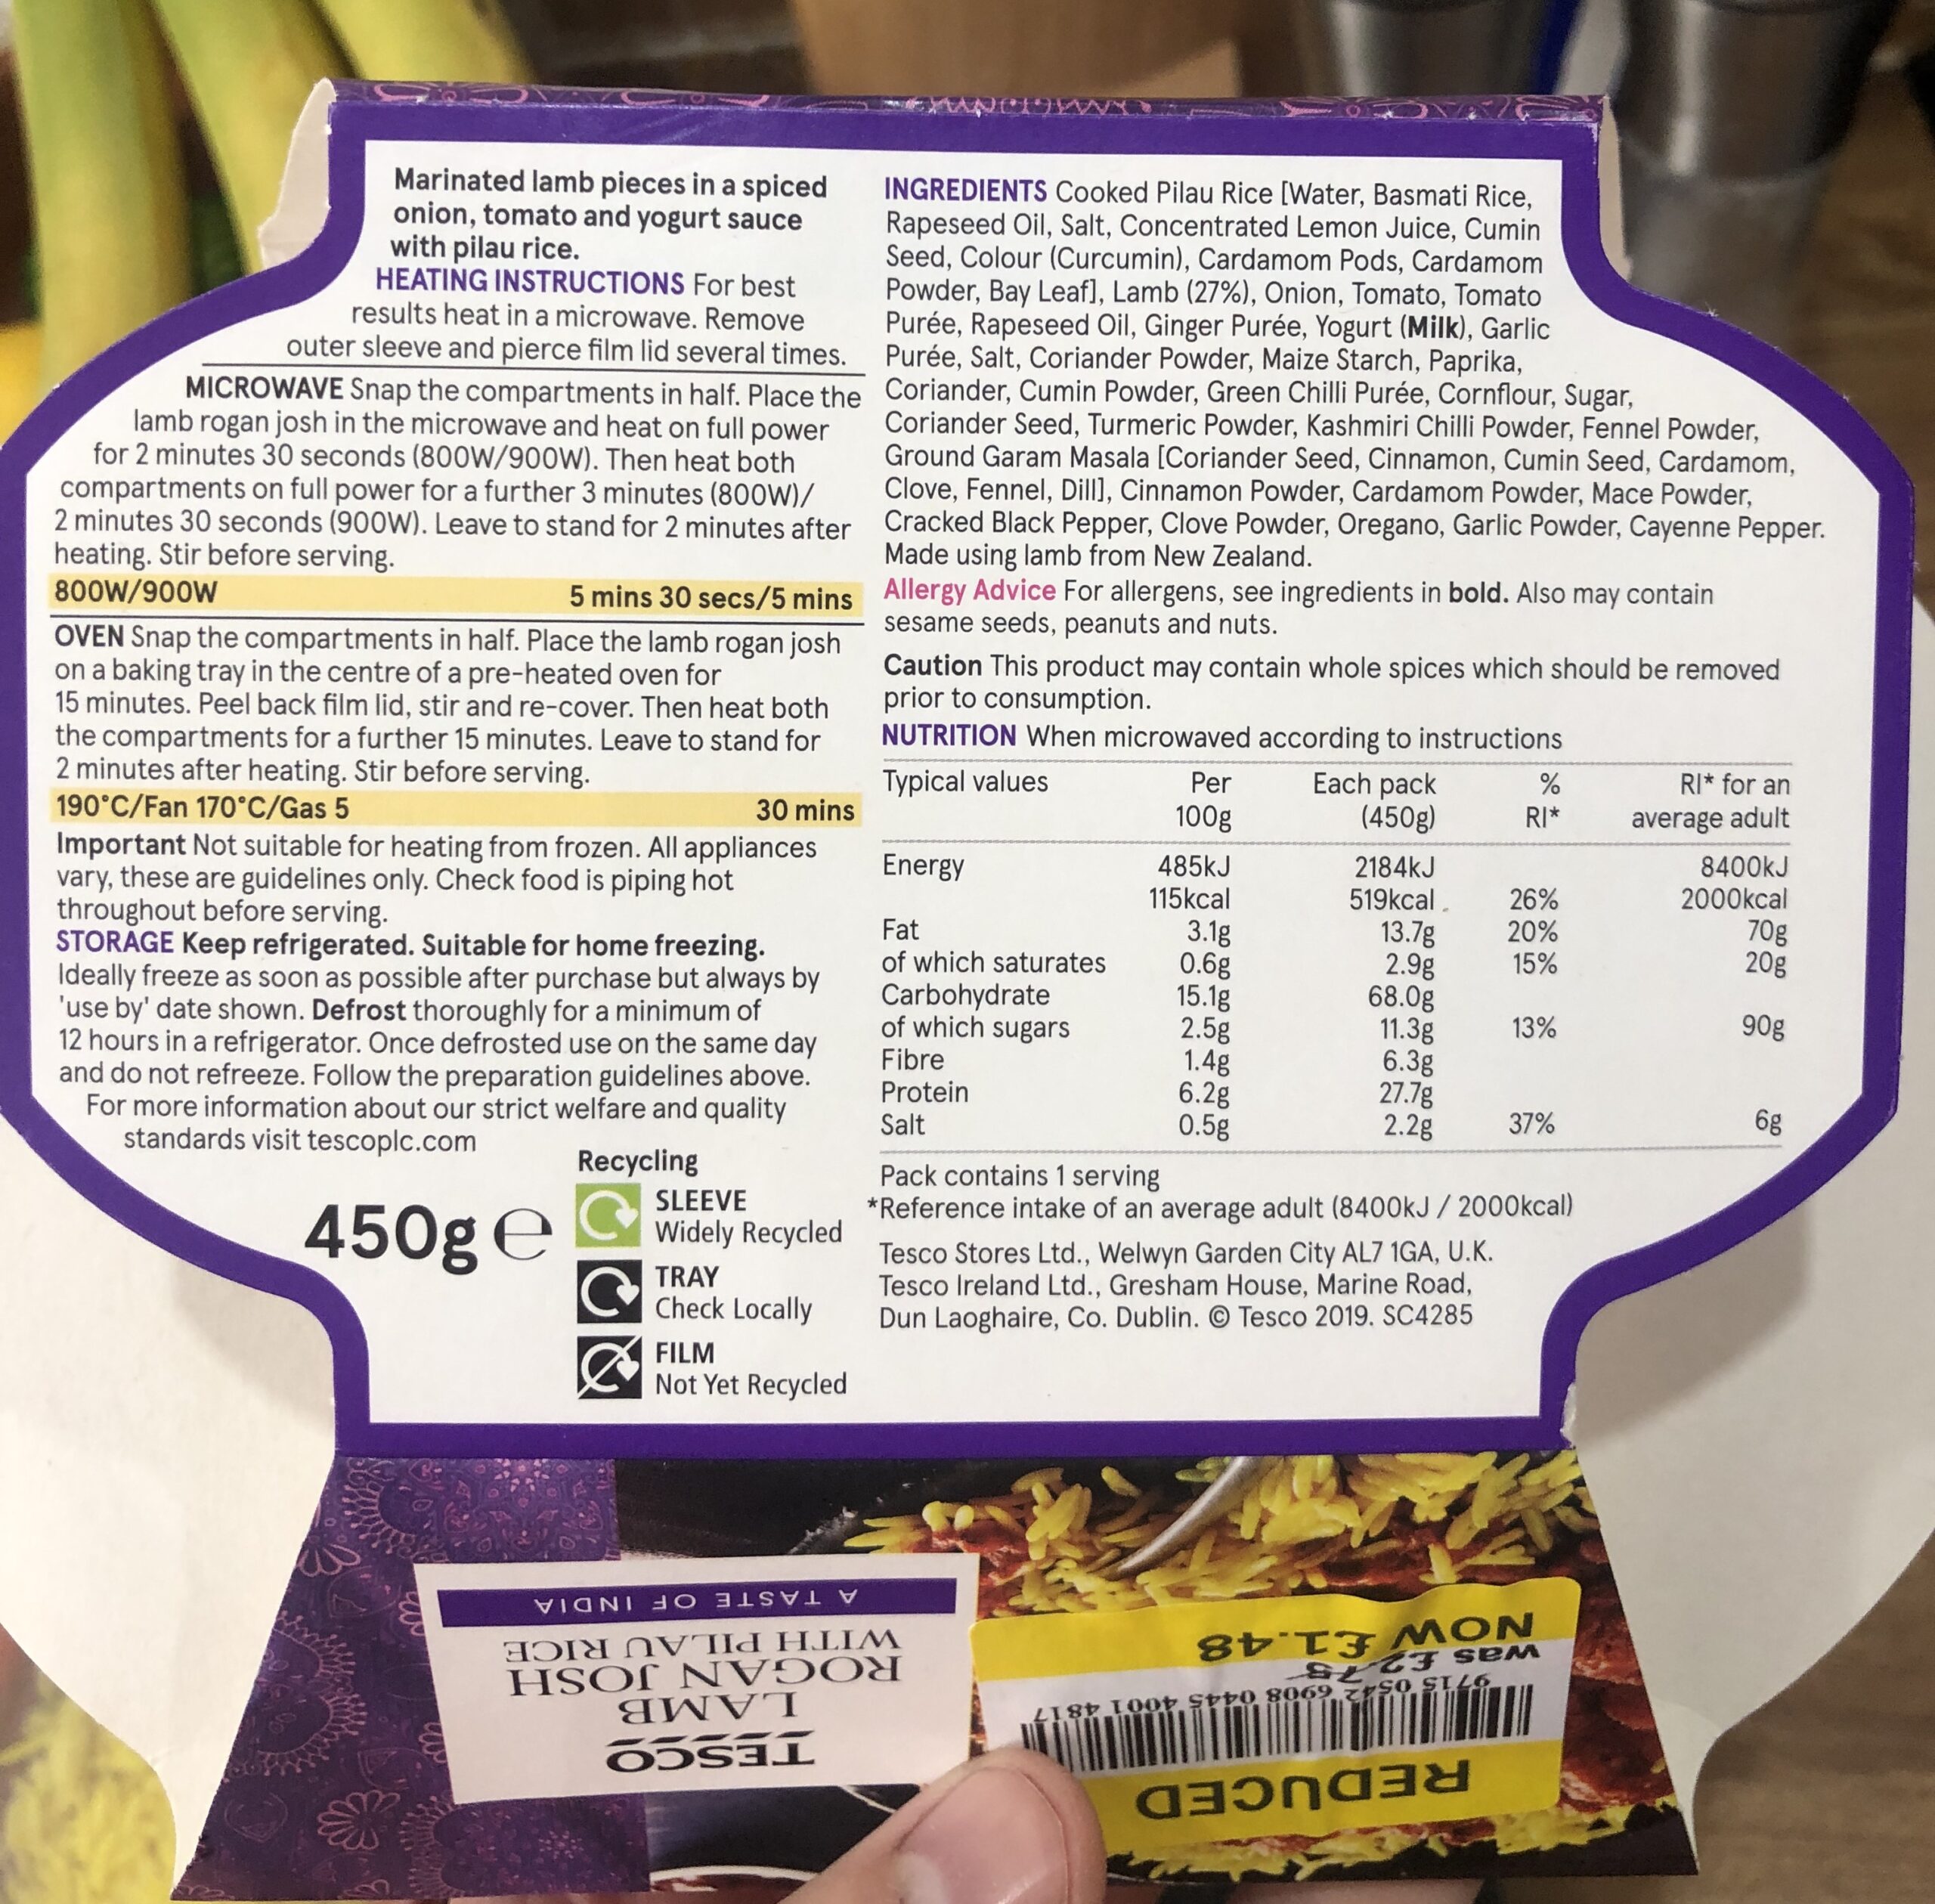 Marinated lamb pieces in a spiced
onion, tomato and yogurt sauce
with pilau rice.
HEATING INSTRUCTIONS For best
results heat in a microwave. Remove
outer sleeve and pierce film lid several times.
MICROWAVE Snap the compartments in half. Place the
lamb rogan josh in the microwave and heat on full power
for 2 minutes 30 seconds (800W/900W). Then heat both
compartments on full power for a further 3 minutes (800W)/
2 minutes 30 seconds (900W). Leave to stand for 2 minutes after
heating. Stir before serving.
800W/900W 5 mins 30 secs/5 mins
OVEN Snap the compartments in half. Place the lamb rogan josh
on a baking tray in the centre of a pre-heated oven for
15 minutes. Peel back film lid, stir and re-cover. Then heat both
the compartments for a further 15 minutes. Leave to stand for
2 minutes after heating. Stir before serving.
190°C/Fan 170°C/Gas 5 30 mins
Important Not suitable for heating from frozen. All appliances
vary, these are guidelines only. Check food is piping hot
throughout before serving.
STORAGE Keep refrigerated. Suitable for home freezing.
Ideally freeze as soon as possible after purchase but always by
'use by' date shown. Defrost thoroughly for a minimum of
12 hours in a refrigerator. Once defrosted use on the same day
and do not refreeze. Follow the preparation guidelines above.
For more information about our strict welfare and quality
standards visit tescoplc.com
450g e
Recycling
SLEEVE
Widely Recycled
TRAY
Check Locally
FILM
Not Yet Recycled
INGREDIENTS Cooked Pilau Rice [Water, Basmati Rice,
Rapeseed Oil, Salt, Concentrated Lemon Juice, Cumin
Seed, Colour (Curcumin), Cardamom Pods, Cardamom
Powder, Bay Leaf], Lamb (27%), Onion, Tomato, Tomato
Purée, Rapeseed Oil, Ginger Purée, Yogurt (Milk), Garlic
Purée, Salt, Coriander Powder, Maize Starch, Paprika,
Coriander, Cumin Powder, Green Chilli Purée, Cornflour, Sugar,
Coriander Seed, Turmeric Powder, Kashmiri Chilli Powder, Fennel Powder,
Ground Garam Masala [Coriander Seed, Cinnamon, Cumin Seed, Cardamom,
Clove, Fennel, Dill], Cinnamon Powder, Cardamom Powder, Mace Powder,
Cracked Black Pepper, Clove Powder, Oregano, Garlic Powder, Cayenne Pepper.
Made using lamb from New Zealand.
Allergy Advice For allergens, see ingredients in bold. Also may contain
sesame seeds, peanuts and nuts.
Caution This product may contain whole spices which should be removed
prior to consumption.
NUTRITION When microwaved according to instructions
Typical values Per Each pack % RI* for an
100g (450g) RI* average adult
Energy 485kJ 2184kJ 8400kJ
115kcal 519kcal 26% 2000kcal
Fat 3.1g 13.7g 20% 70g
of which saturates 0.6g 2.9g 15% 20g
Carbohydrate 15.1g 68.0g
of which sugars 2.5g 11.3g 13% 90g
Fibre 1.4g 6.3g
Protein 6.2g 27.7g
Salt 0.5g 2.2g 37% 6g
Pack contains 1 serving
*Reference intake of an average adult (8400kJ / 2000kcal)
Tesco Stores Ltd., Welwyn Garden City AL7 1GA, U.K.
Tesco Ireland Ltd., Gresham House, Marine Road,
Dun Laoghaire, Co. Dublin. © Tesco 2019. SC4285
TESCO
LAMB
ROGAN JOSH
WITH PILAU RICE
A TASTE OF INDIA
REDUCED
9715 0542 6908 0445 4001 4817
was £2.75
NOW £1.48